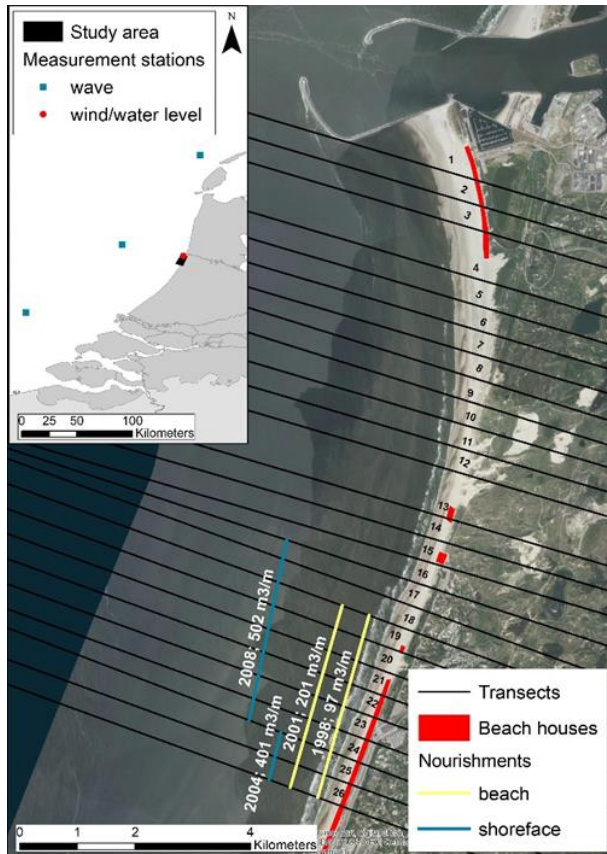 N
Study area
Measurement stations
wave
wind/water level
0 25 50 100
Kilometers
1
2
3
4
5
6
7
8
9
10
11
12
13
14
15
16
17
18
19
20
21
22
23
24
25
26
2008; 502 m3/m
2004; 401 m3/m
2001; 201 m3/m
1998; 97 m3/m
Transects
Beach houses
Nourishments
beach
shoreface
0 2 4
Kilometers